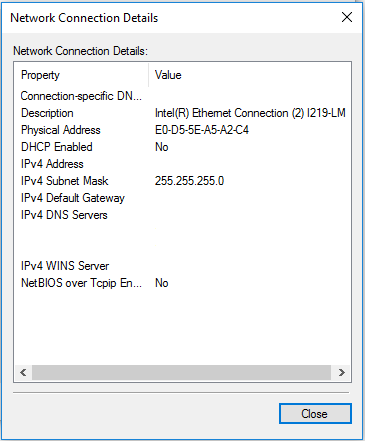 Network Connection Details
Network Connection Details:
Property Value
Connection-specific DN...
Description Intel(R) Ethernet Connection (2) I219-LM
Physical Address E0-D5-5E-A5-A2-C4
DHCP Enabled No
IPv4 Address
IPv4 Subnet Mask 255.255.255.0
IPv4 Default Gateway
IPv4 DNS Servers
IPv4 WINS Server
NetBIOS over Tcpip En... No
Close